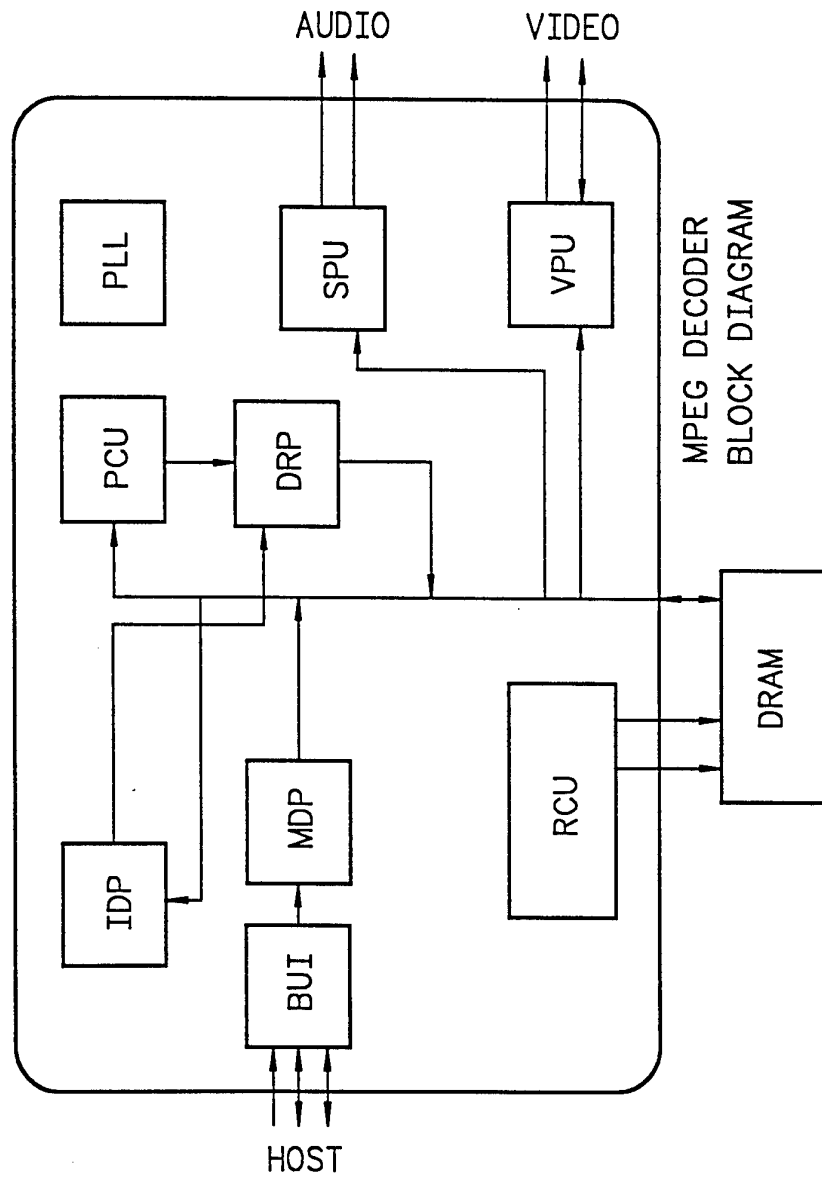 AUDIO
VIDEO
PLL
SPU
VPU
PCU
DRP
IDP
MDP
BUI
RCU
DRAM
HOST
MPEG DECODER
BLOCK DIAGRAM